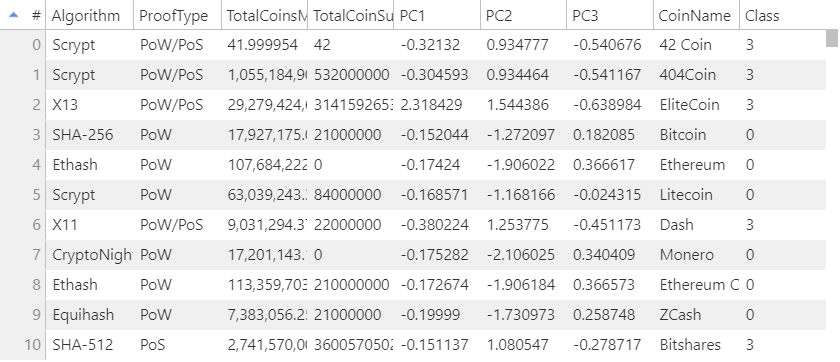 # Algorithm ProofType TotalCoinsM TotalCoinSu PC1 PC2 PC3 CoinName Class
0 Scrypt PoW/PoS 41.999954 42 -0.32132 0.934777 -0.540676 42 Coin 3
1 Scrypt PoW/PoS 1,055,184,90 532000000 -0.304593 0.934464 -0.541167 404Coin 3
2 X13 PoW/PoS 29,279,424,6 3141592653 2.318429 1.544386 -0.638984 EliteCoin 3
3 SHA-256 PoW 17,927,175.0 21000000 -0.152044 -1.272097 0.182085 Bitcoin 0
4 Ethash PoW 107,684,222 0 -0.17424 -1.906022 0.366617 Ethereum 0
5 Scrypt PoW 63,039,243. 84000000 -0.168571 -1.168166 -0.024315 Litecoin 0
6 X11 PoW/PoS 9,031,294.3 22000000 -0.380224 1.253775 -0.451173 Dash 3
7 CryptoNigh PoW 17,201,143. 0 -0.175282 -2.106025 0.340409 Monero 0
8 Ethash PoW 113,359,703 210000000 -0.172674 -1.906184 0.366573 Ethereum C 0
9 Equihash PoW 7,383,056.2 21000000 -0.19999 -1.730973 0.258748 ZCash 0
10 SHA-512 PoS 2,741,570,0 3600570502 -0.151137 1.080547 -0.278717 Bitshares 3